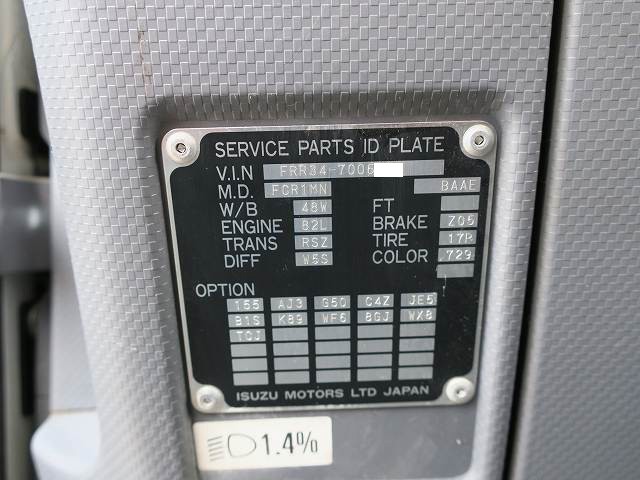 SERVICE PARTS ID PLATE
V.I.N FRR34-7006
M.D. FCR1MN BAAE
W/B 48W FT
ENGINE 82L BRAKE Z05
TRANS RSZ TIRE 17P
DIFF W5S COLOR 729
OPTION
155 AJ3 G50 C4Z JE5
B1S K89 WF6 8GJ WX8
TCJ
ISUZU MOTORS LTD JAPAN
1.4%